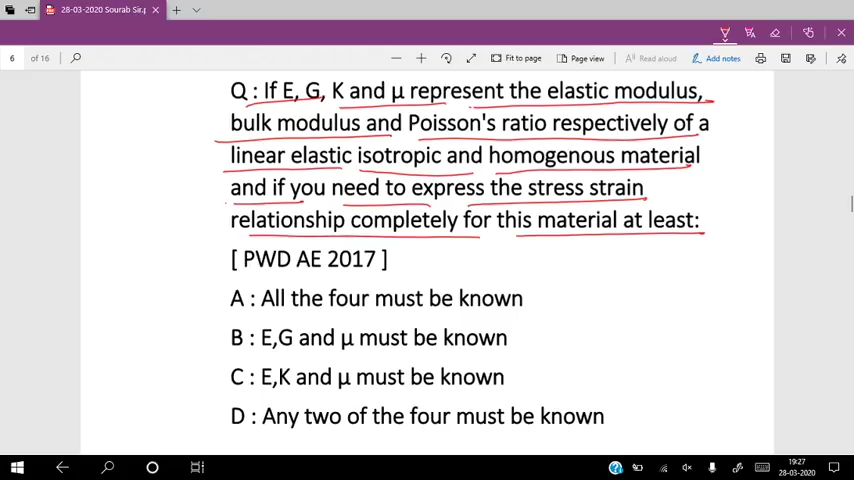 28-03-2020 Sourab Sir.p
6 of 16
Fit to page
Page view
Read aloud
Add notes
Q : If E, G, K and μ represent the elastic modulus,
bulk modulus and Poisson's ratio respectively of a
linear elastic isotropic and homogenous material
and if you need to express the stress strain
relationship completely for this material at least:
[ PWD AE 2017 ]
A : All the four must be known
B : E,G and μ must be known
C : E,K and μ must be known
D : Any two of the four must be known
19:27
28-03-2020